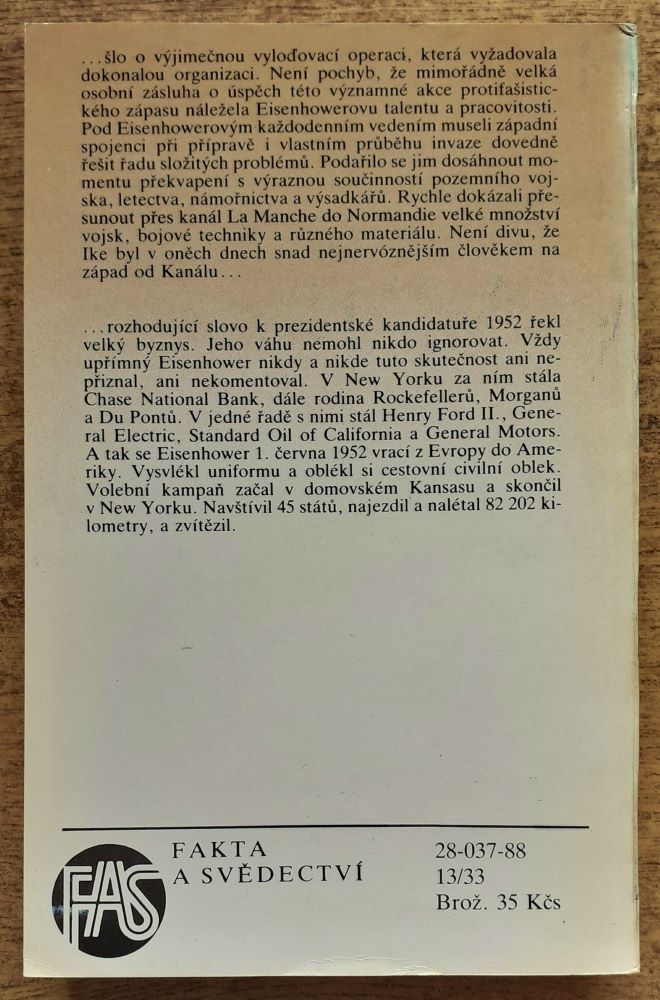 ...šlo o výjimečnou vyloďovací operaci, která vyžadovala
dokonalou organizaci. Není pochyb, že mimořádně velká
osobní zásluha o úspěch této významné akce protifašistic-
kého zápasu náležela Eisenhowerovu talentu a pracovitosti.
Pod Eisenhowerovým každodenním vedením museli západní
spojenci při přípravě i vlastním průběhu invaze dovedně
řešit řadu složitých problémů. Podařilo se jim dosáhnout mo-
mentu překvapení s výraznou součinností pozemního voj-
ska, letectva, námořnictva a výsadkářů. Rychle dokázali pře-
sunout přes kanál La Manche do Normandie velké množství
vojsk, bojové techniky a různého materiálu. Není divu, že
Ike byl v oněch dnech snad nejnervóznějším člověkem na
západ od Kanálu...
...rozhodující slovo k prezidentské kandidatuře 1952 řekl
velký byznys. Jeho váhu nemohl nikdo ignorovat. Vždy
upřímný Eisenhower nikdy a nikde tuto skutečnost ani ne-
přiznal, ani nekomentoval. V New Yorku za ním stála
Chase National Bank, dále rodina Rockefellerů, Morganů
a Du Pontů. V jedné řadě s nimi stál Henry Ford II., Gene-
ral Electric, Standard Oil of California a General Motors.
A tak se Eisenhower 1. června 1952 vrací z Evropy do Ame-
riky. Vysvlékl uniformu a oblékl si cestovní civilní oblek.
Volební kampaň začal v domovském Kansasu a skončil
v New Yorku. Navštívil 45 států, najezdil a nalétal 82 202 ki-
lometry, a zvítězil.
FAS
FAKTA
A SVĚDECTVÍ
28-037-88
13/33
Brož. 35 Kčs